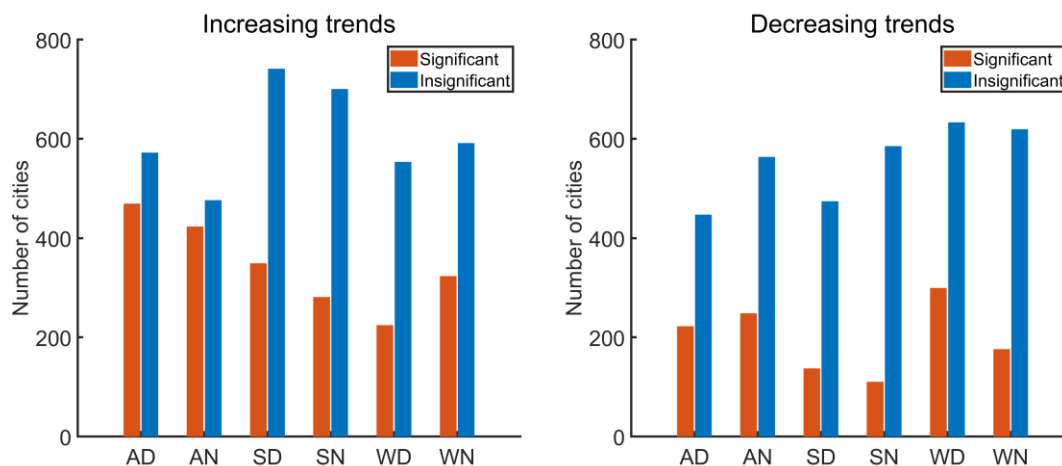 Increasing trends
Number of cities
800
600
400
200
0
Significant
Insignificant
AD AN SD SN WD WN
Decreasing trends
Number of cities
800
600
400
200
0
Significant
Insignificant
AD AN SD SN WD WN